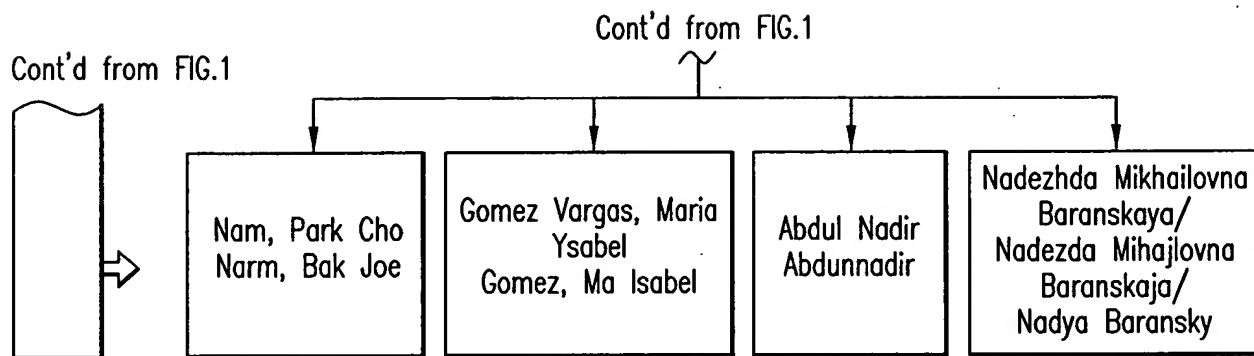 Cont'd from FIG.1
Cont'd from FIG.1
Nam, Park Cho
Narm, Bak Joe
Gomez Vargas, Maria
Ysabel
Gomez, Ma Isabel
Abdul Nadir
Abdunnadir
Nadezhda Mikhailovna
Baranskaya/
Nadezda Mihajlovna
Baranskaja/
Nadya Baransky